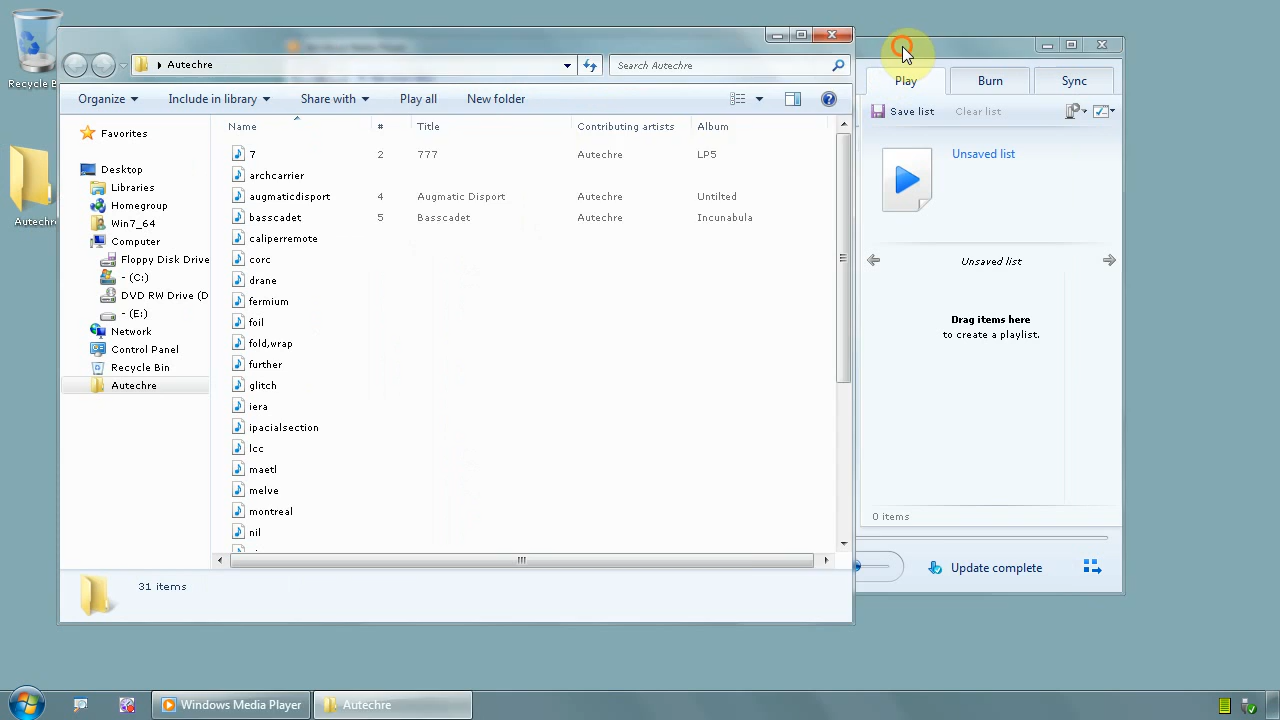 Recycle B
Autechre
Autechre
Search Autechre
Organize
Include in library
Share with
Play all
New folder
Favorites
Desktop
Libraries
Homegroup
Win7_64
Computer
Floppy Disk Drive
- (C:)
DVD RW Drive (D
- (E:)
Network
Control Panel
Recycle Bin
Autechre
Name # Title Contributing artists Album
7 2 777 Autechre LP5
archcarrier
augmaticdisport 4 Augmatic Disport Autechre Untilted
basscadet 5 Basscadet Autechre Incunabula
caliperremote
corc
drane
fermium
foil
fold,wrap
further
glitch
iera
ipacialsection
lcc
maetl
melve
montreal
nil
31 items
Play Burn Sync
Save list Clear list
Unsaved list
Unsaved list
Drag items here
to create a playlist.
0 items
Update complete
Windows Media Player
Autechre